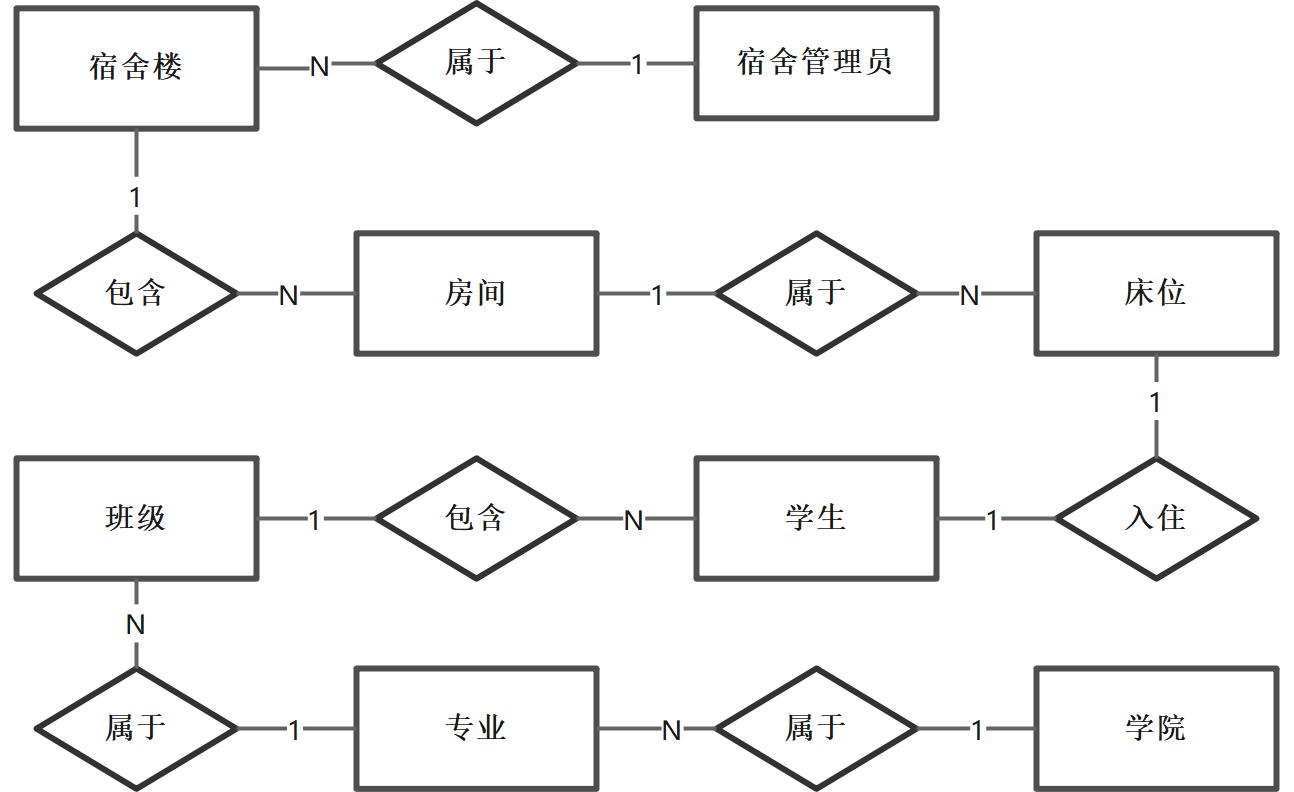 宿舍楼 N 属于 1 宿舍管理员
1
包含 N 房间 1 属于 N 床位
1
班级 1 包含 N 学生 1 入住
N
属于 1 专业 N 属于 1 学院